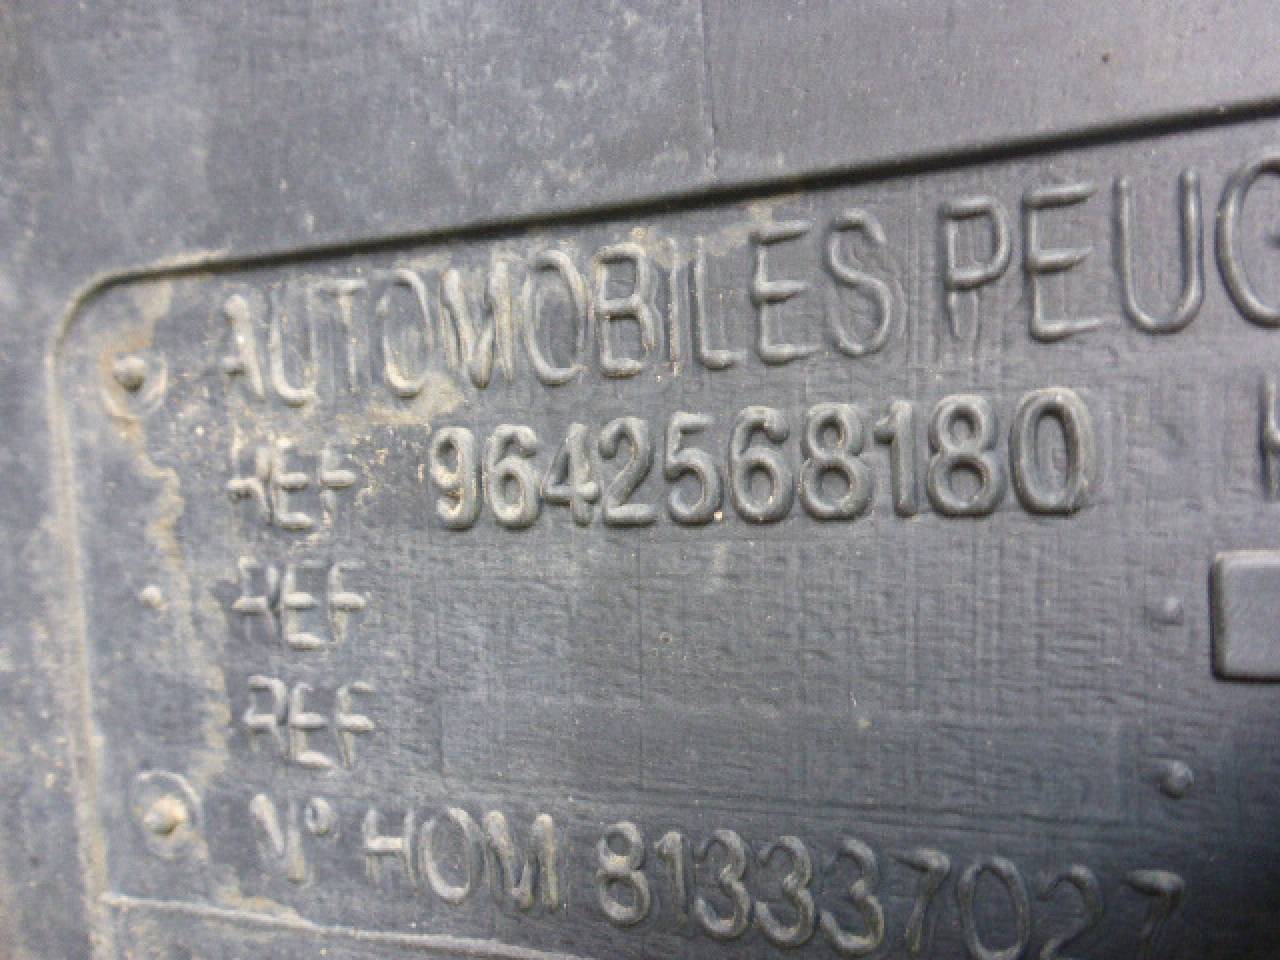 AUTOMOBILES PEUG
REF 9642568180
REF
REF
N° HOM 813337027